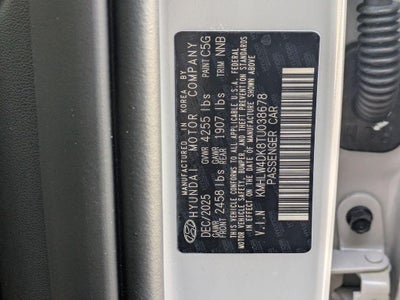 MANUFACTURED IN KOREA BY
HYUNDAI MOTOR COMPANY
DEC/2025 GVWR 4255 lbs PAINT C5G
GAWR FRONT 2458 lbs GAWR REAR 1907 lbs TRIM NNB
THIS VEHICLE CONFORMS TO ALL APPLICABLE U.S.A. FEDERAL
MOTOR VEHICLE SAFETY, BUMPER AND THEFT PREVENTION
STANDARDS IN EFFECT ON THE DATE OF MANUFACTURE SHOWN ABOVE.
V.I.N KMHLW4DK8TU038678
PASSENGER CAR